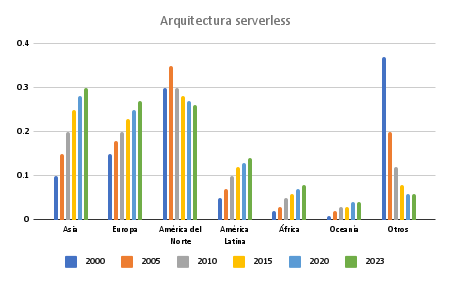 Arquitectura serverless
0.4
0.3
0.2
0.1
0
Asia
Europa
América del
Norte
América
Latina
África
Oceanía
Otros
2000
2005
2010
2015
2020
2023